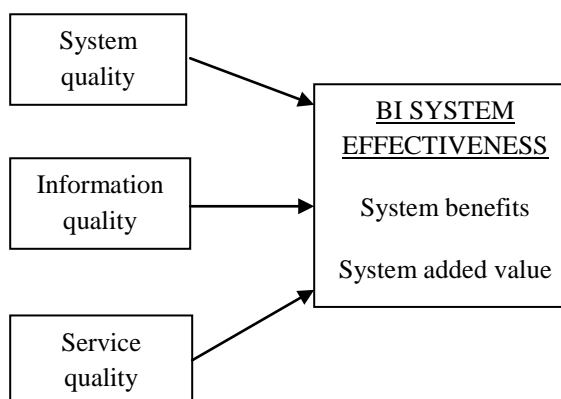 System
quality
Information
quality
Service
quality
BI SYSTEM
EFFECTIVENESS
System benefits
System added value